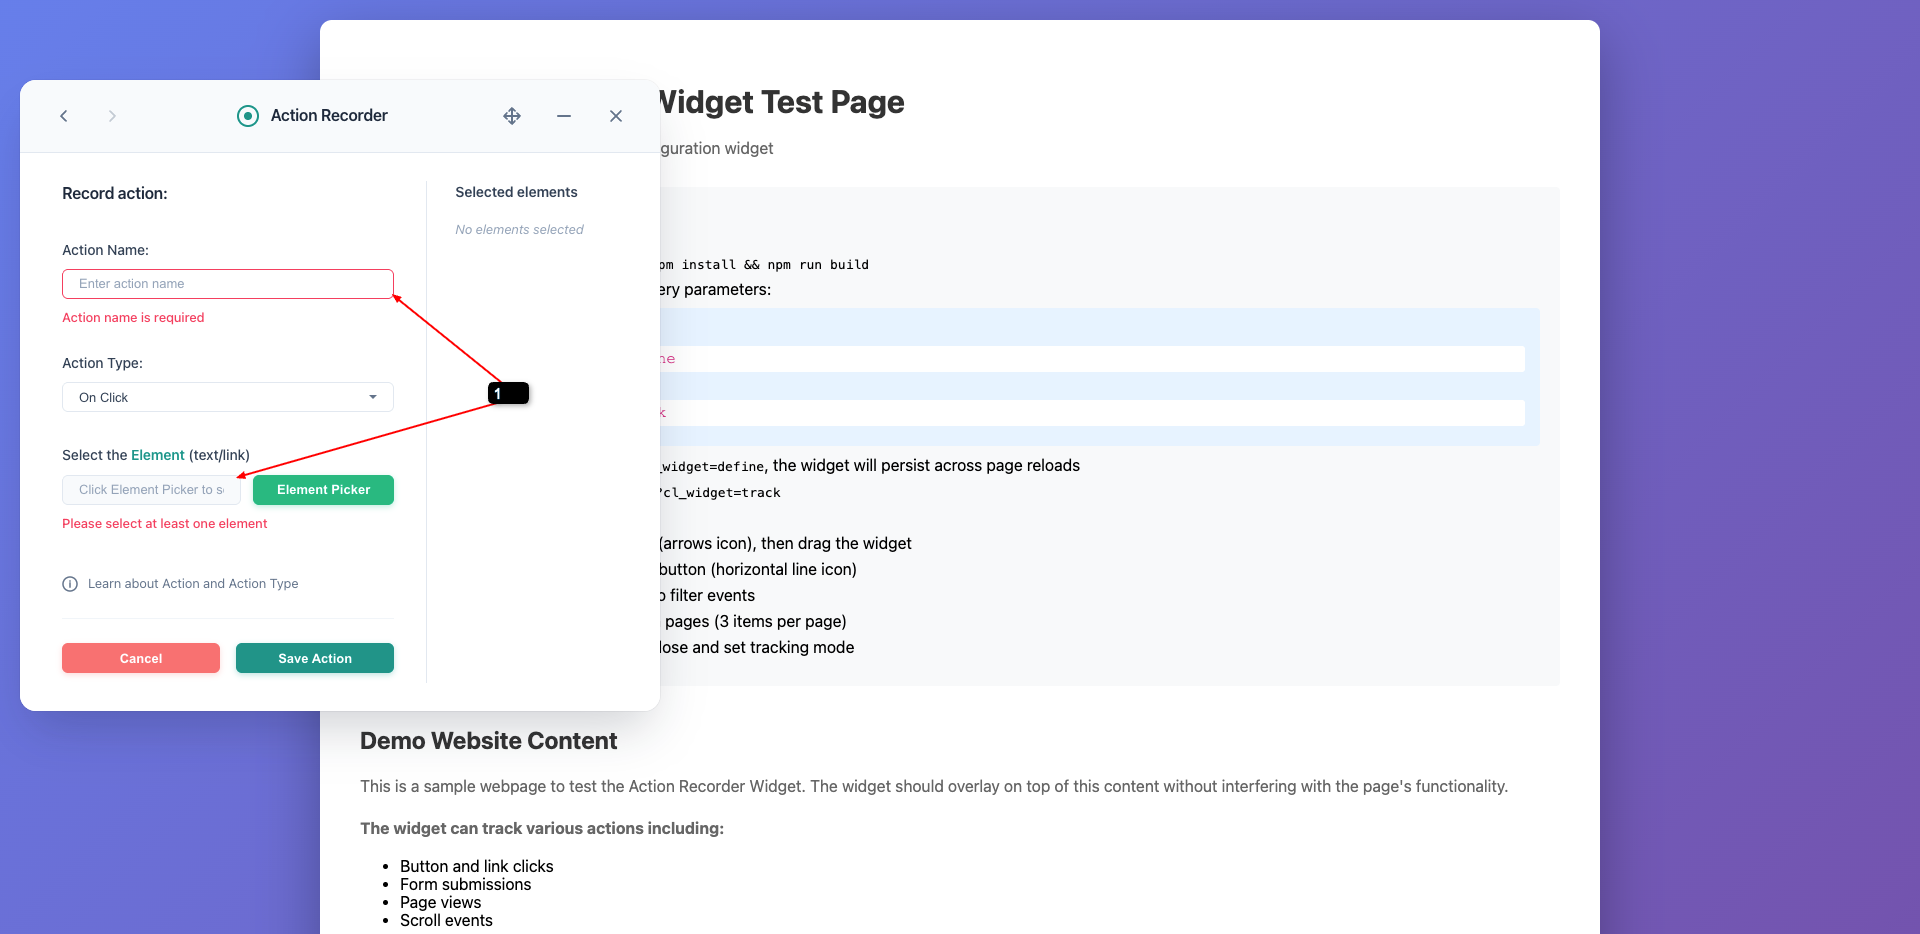 Action Recorder
Record action:
Action Name:
Enter action name
Action name is required
Action Type:
On Click
Select the Element (text/link)
Click Element Picker to s
Element Picker
Please select at least one element
Learn about Action and Action Type
Cancel
Save Action
Selected elements
No elements selected
1
Widget Test Page
guration widget
pm install && npm run build
ery parameters:
ne
k
_widget=define, the widget will persist across page reloads
?cl_widget=track
(arrows icon), then drag the widget
button (horizontal line icon)
o filter events
pages (3 items per page)
lose and set tracking mode
Demo Website Content
This is a sample webpage to test the Action Recorder Widget. The widget should overlay on top of this content without interfering with the page's functionality.
The widget can track various actions including:
• Button and link clicks
• Form submissions
• Page views
• Scroll events